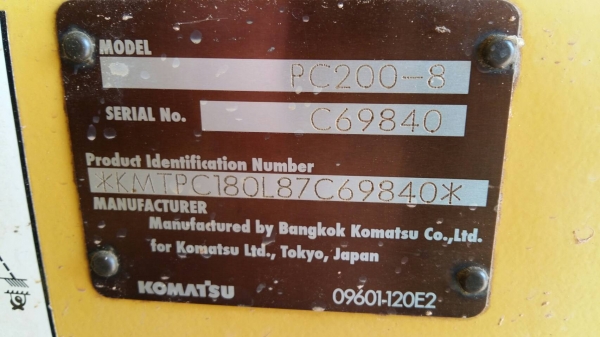 MODEL
PC200-8
SERIAL No. C69840
Product Identification Number
*KMTPC180L87C69840*
MANUFACTURER
Manufactured by Bangkok Komatsu Co.,Ltd.
for Komatsu Ltd., Tokyo, Japan
KOMATSU 09601-120E2